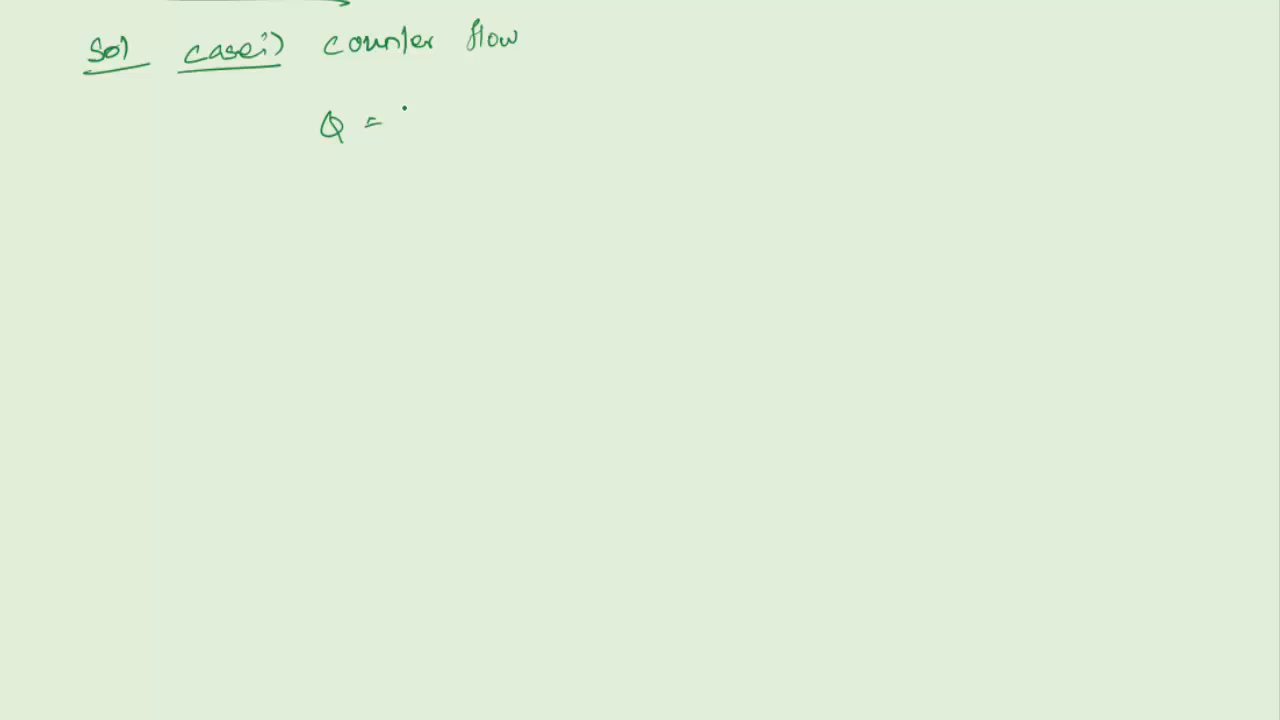 Sol case i) counter flow
Q =